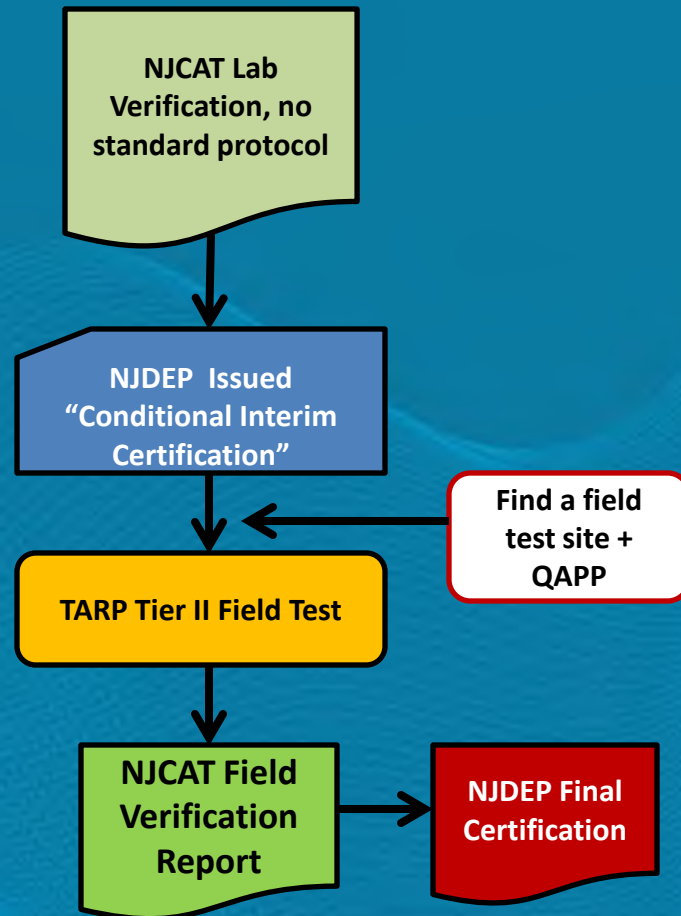 NJCAT Lab
Verification, no
standard protocol
NJDEP Issued
“Conditional Interim
Certification”
Find a field
test site +
QAPP
TARP Tier II Field Test
NJCAT Field
Verification
Report
NJDEP Final
Certification